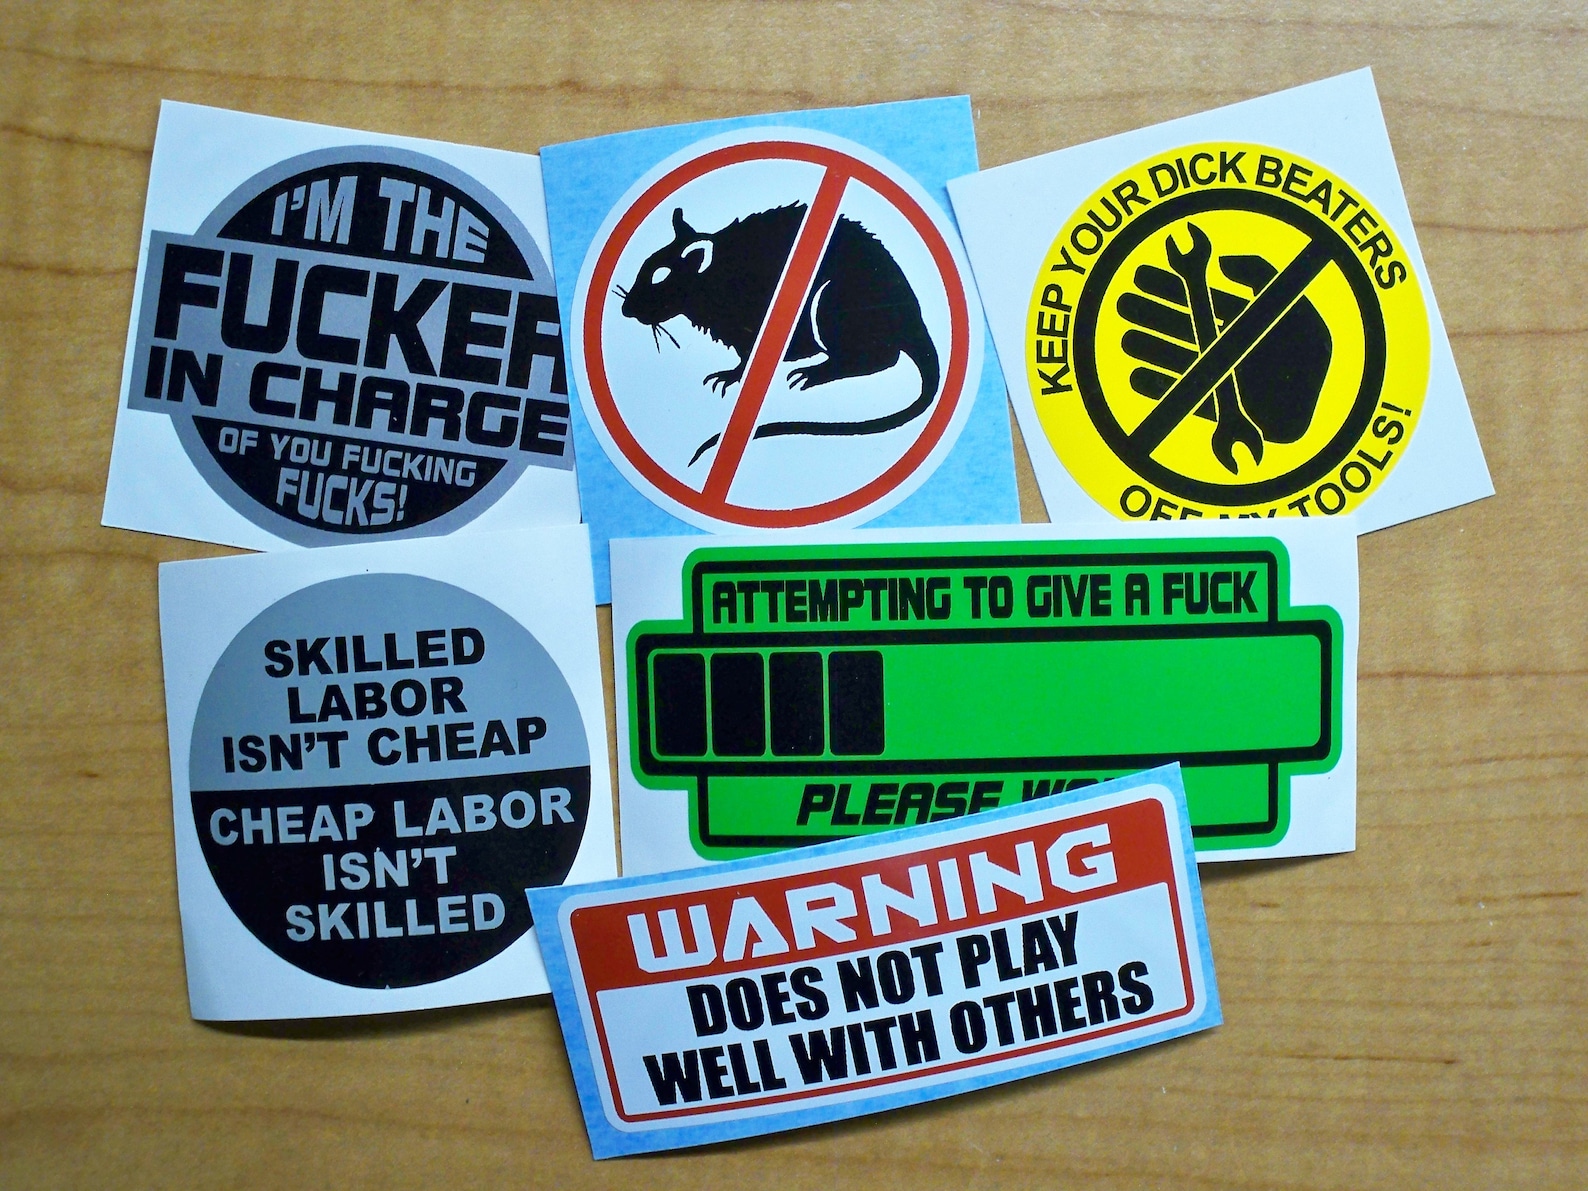 I'M THE
FUCKER
IN CHARGE
OF YOU FUCKING
FUCKS!
KEEP YOUR DICK BEATERS
OFF MY TOOLS!
SKILLED
LABOR
ISN'T CHEAP
CHEAP LABOR
ISN'T
SKILLED
ATTEMPTING TO GIVE A FUCK
PLEASE
WARNING
DOES NOT PLAY
WELL WITH OTHERS